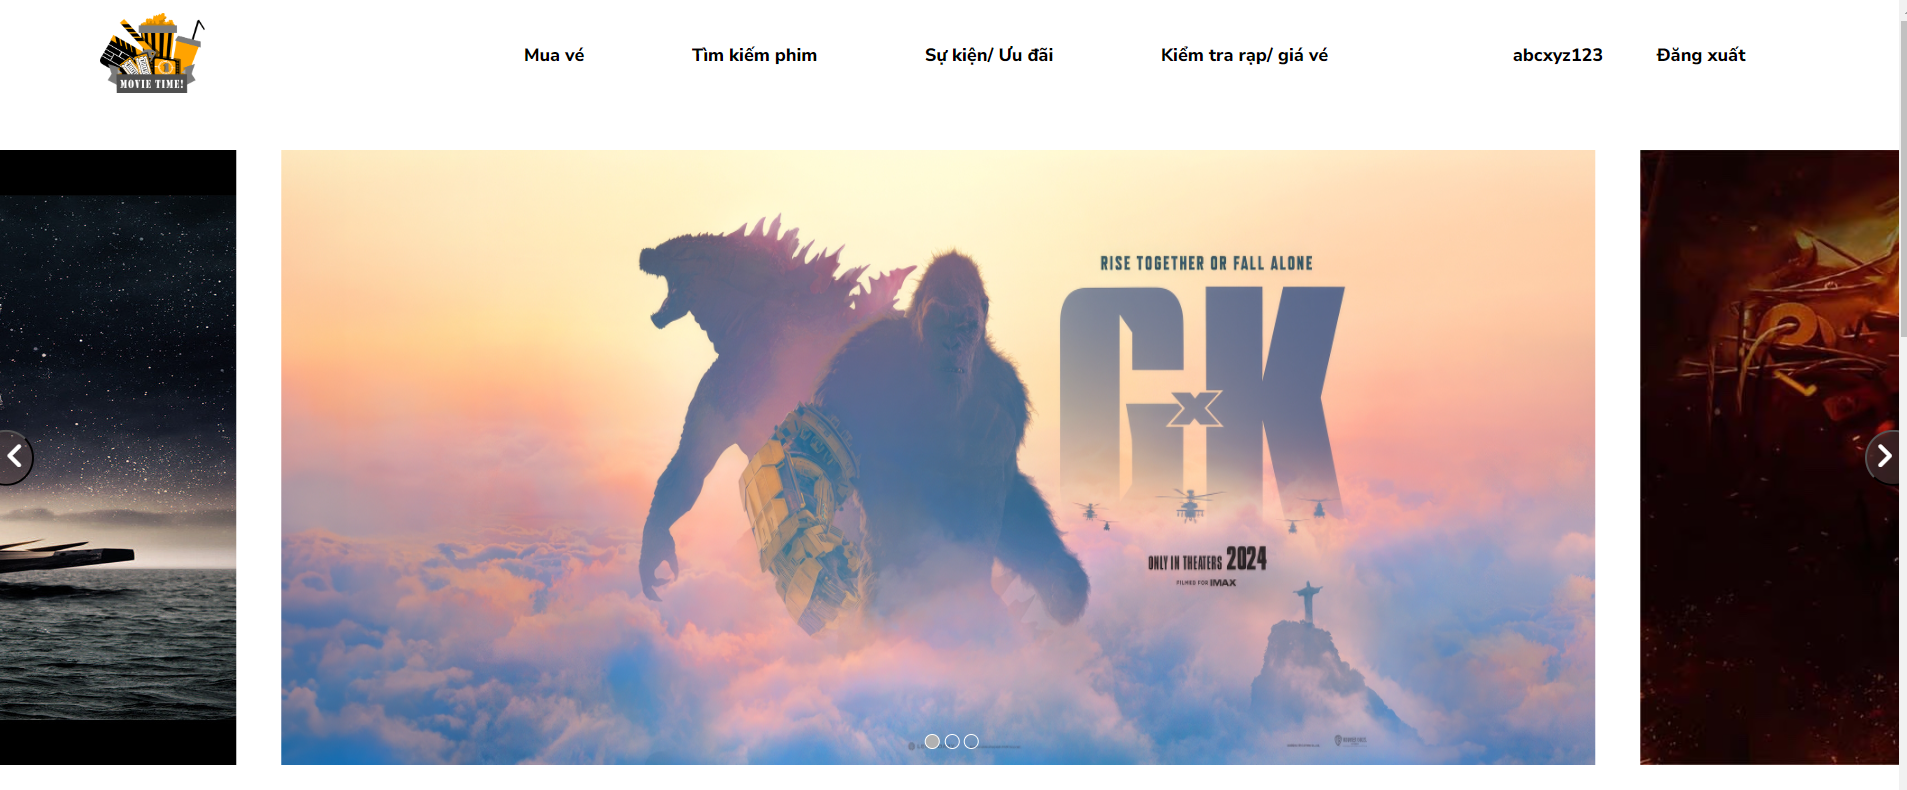 MOVIE TIME!
Mua vé
Tìm kiếm phim
Sự kiện/ Ưu đãi
Kiểm tra rạp/ giá vé
abcxyz123
Đăng xuất
RISE TOGETHER OR FALL ALONE
GxK
ONLY IN THEATERS 2024
FILMED FOR IMAX